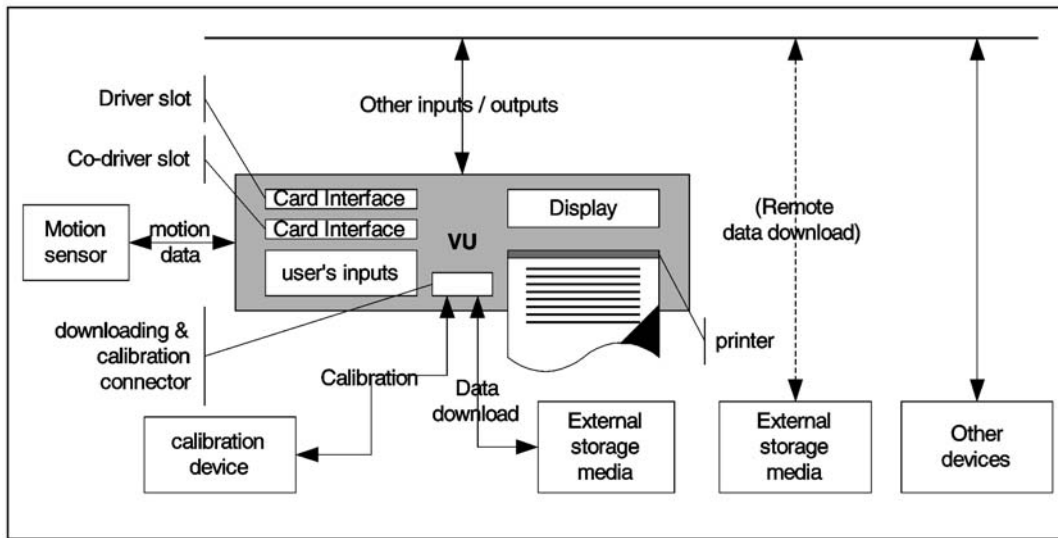 Driver slot
Other inputs / outputs
Co-driver slot
Card Interface
Card Interface
Display
Motion
sensor
motion
data
VU
user's inputs
(Remote
data download)
downloading &
calibration
connector
printer
Calibration
Data
download
calibration
device
External
storage
media
External
storage
media
Other
devices